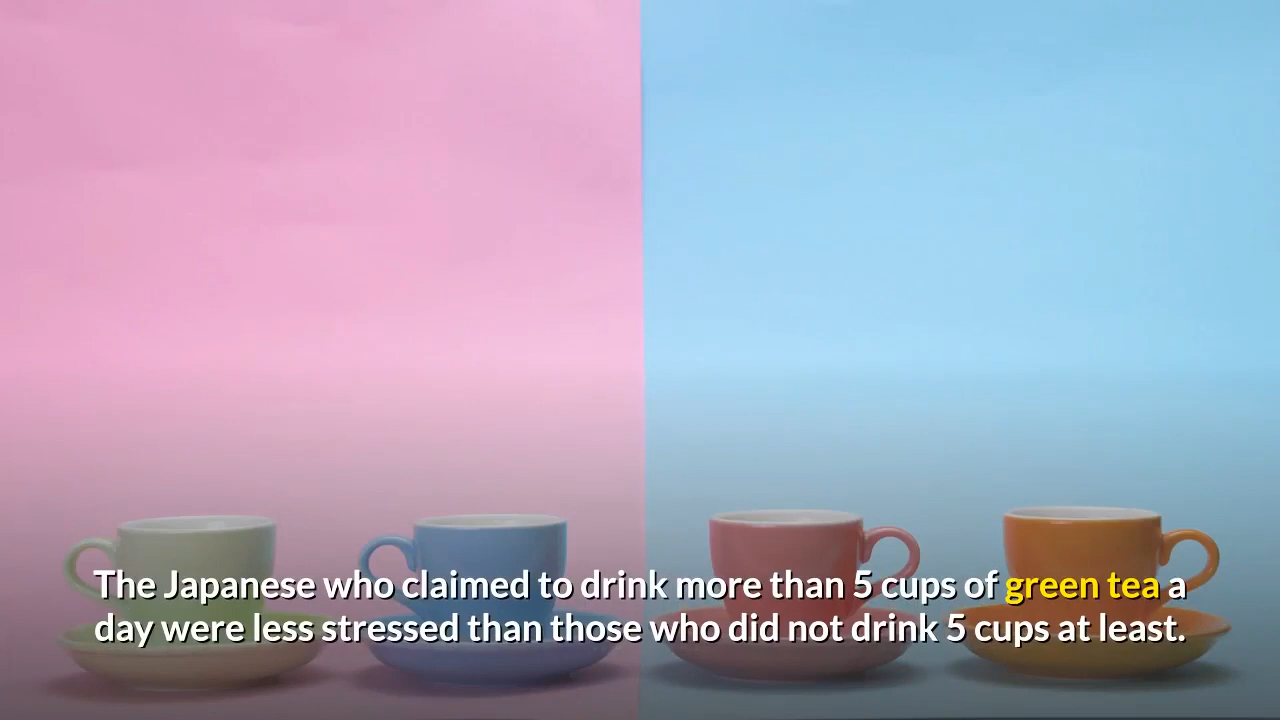 The Japanese who claimed to drink more than 5 cups of green tea a
day were less stressed than those who did not drink 5 cups at least.